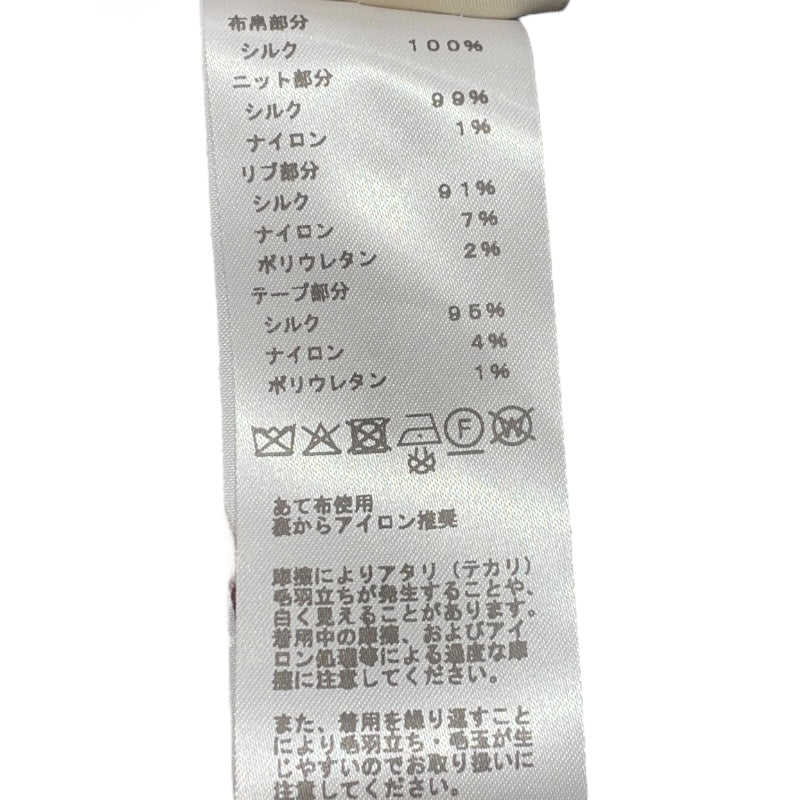 布帛部分
シルク 100%
ニット部分
シルク 99%
ナイロン 1%
リブ部分
シルク 91%
ナイロン 7%
ポリウレタン 2%
テープ部分
シルク 95%
ナイロン 4%
ポリウレタン 1%
F W
あて布使用
裏からアイロン推奨
摩擦によりアタリ（テカリ）
毛羽立ちが発生することや、
白く見えることがあります。
着用中の摩擦、およびアイ
ロン処理等による過度な摩
擦に注意してください。
また、着用を繰り返すこと
により毛羽立ち・毛玉が生
じやすいのでお取り扱いに
注意してください。